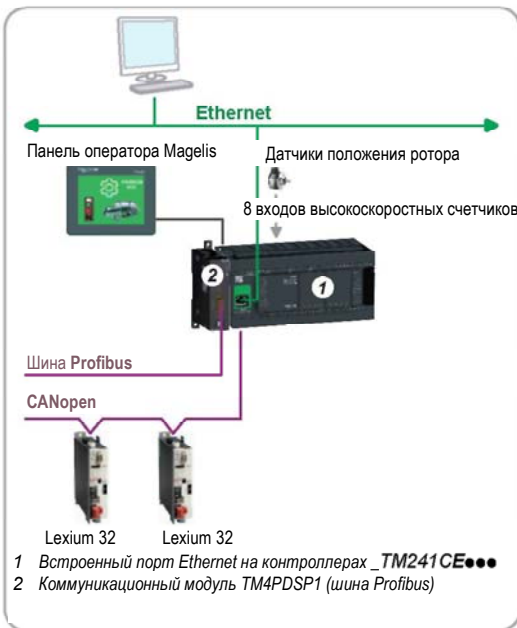 Ethernet
Панель оператора Magelis
Датчики положения ротора
8 входов высокоскоростных счетчиков
2
1
Шина Profibus
CANopen
Lexium 32
Lexium 32
1 Встроенный порт Ethernet на контроллерах _TM241CE●●●
2 Коммуникационный модуль TM4PDSP1 (шина Profibus)